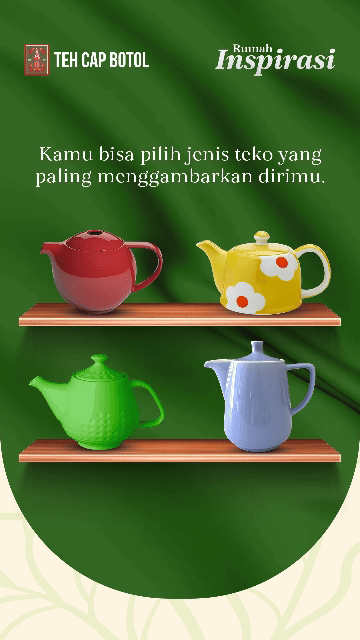 TEH CAP BOTOL
Rumah
Inspirasi
Kamu bisa pilih jenis teko yang
paling menggambarkan dirimu.